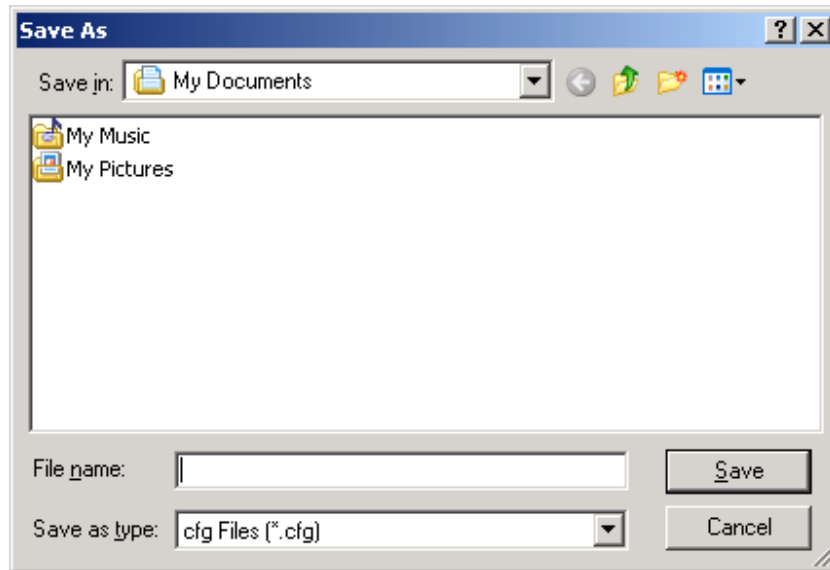 Save As
Save in: My Documents
My Music
My Pictures
File name: Save
Save as type: cfg Files (*.cfg) Cancel